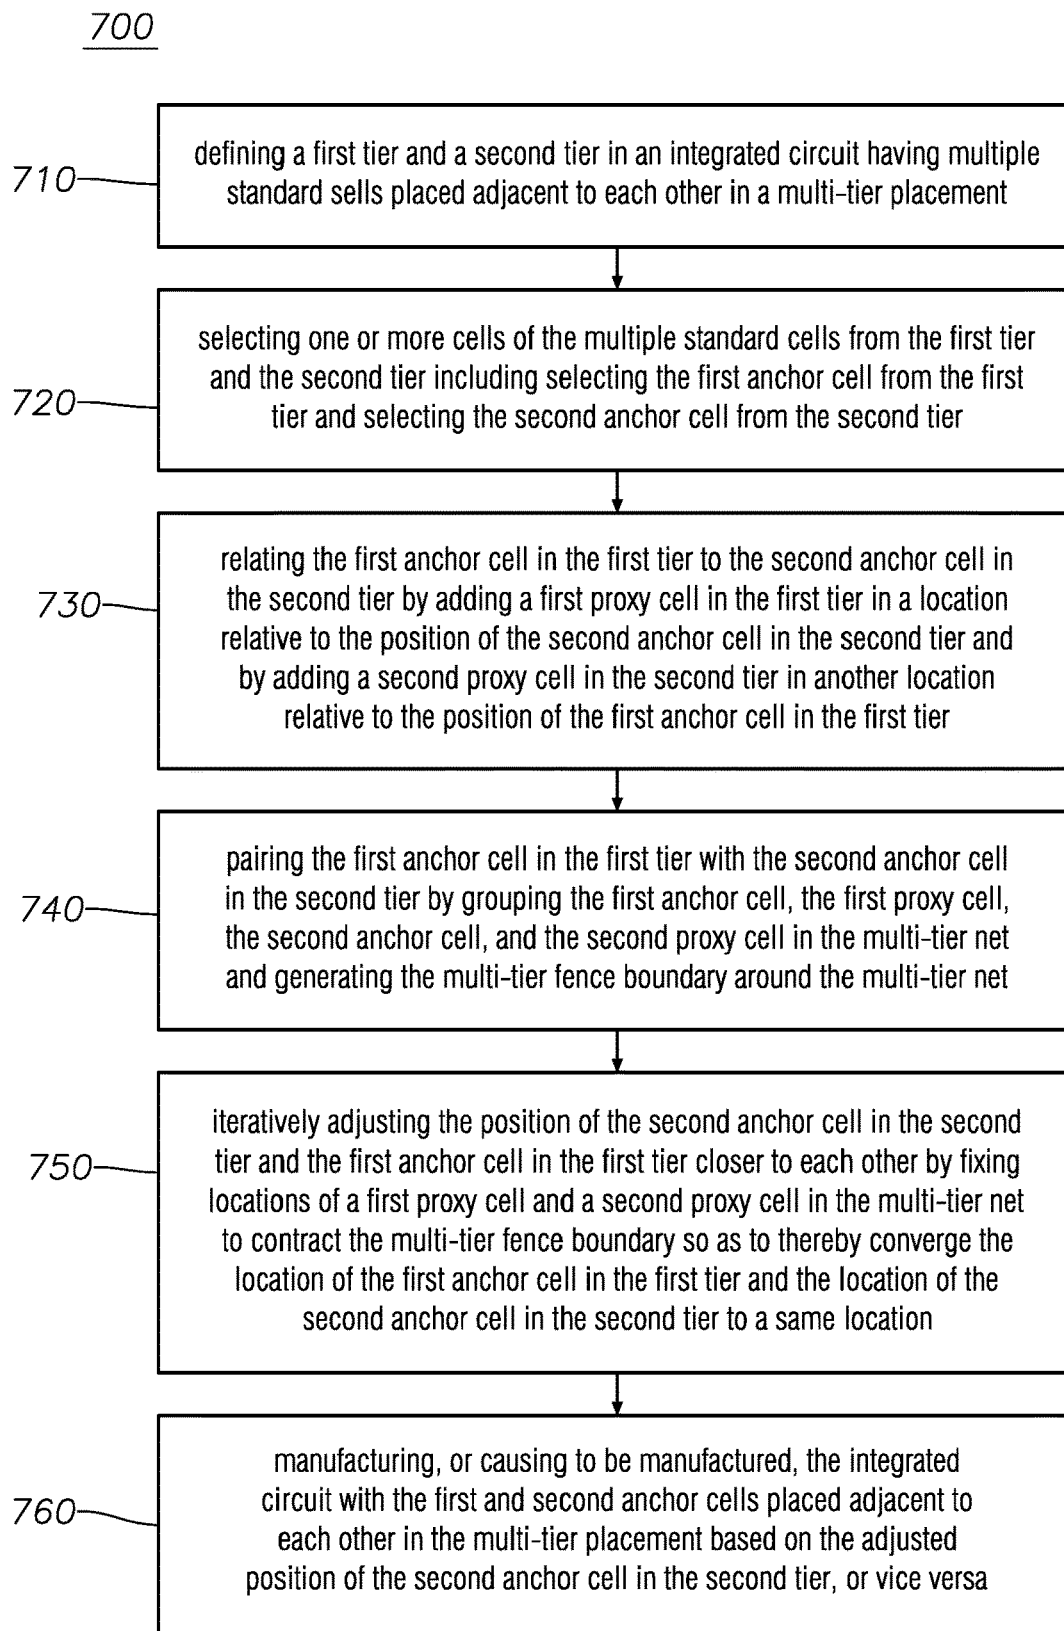 700
710
defining a first tier and a second tier in an integrated circuit having multiple
standard sells placed adjacent to each other in a multi-tier placement
720
selecting one or more cells of the multiple standard cells from the first tier
and the second tier including selecting the first anchor cell from the first
tier and selecting the second anchor cell from the second tier
730
relating the first anchor cell in the first tier to the second anchor cell in
the second tier by adding a first proxy cell in the first tier in a location
relative to the position of the second anchor cell in the second tier and
by adding a second proxy cell in the second tier in another location
relative to the position of the first anchor cell in the first tier
740
pairing the first anchor cell in the first tier with the second anchor cell
in the second tier by grouping the first anchor cell, the first proxy cell,
the second anchor cell, and the second proxy cell in the multi-tier net
and generating the multi-tier fence boundary around the multi-tier net
750
iteratively adjusting the position of the second anchor cell in the second
tier and the first anchor cell in the first tier closer to each other by fixing
locations of a first proxy cell and a second proxy cell in the multi-tier net
to contract the multi-tier fence boundary so as to thereby converge the
location of the first anchor cell in the first tier and the location of the
second anchor cell in the second tier to a same location
760
manufacturing, or causing to be manufactured, the integrated
circuit with the first and second anchor cells placed adjacent to
each other in the multi-tier placement based on the adjusted
position of the second anchor cell in the second tier, or vice versa